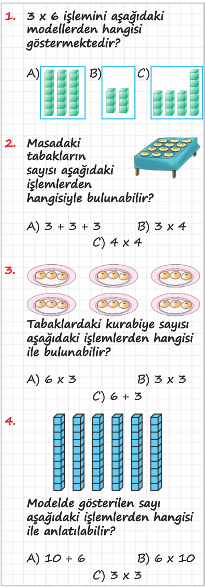 1. 3 x 6 işlemini aşağıdaki
modellerden hangisi
göstermektedir?
A) B) C)
2. Masadaki
tabakların
sayısı aşağıdaki
işlemlerden
hangisiyle bulunabilir?
A) 3 + 3 + 3 B) 3 x 4
C) 4 x 4
3.
Tabaklardaki kurabiye sayısı
aşağıdaki işlemlerden hangisi
ile bulunabilir?
A) 6 x 3 B) 3 x 3
C) 6 + 3
4.
Modelde gösterilen sayı
aşağıdaki işlemlerden hangisi
ile anlatılabilir?
A) 10 + 6 B) 6 x 10
C) 3 x 3